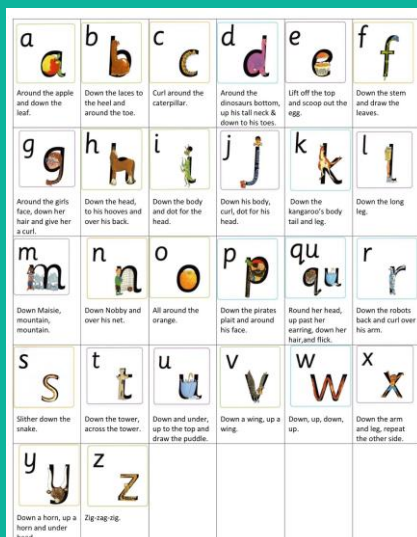 a
Around the apple
and down the
leaf.
b
Down the laces to
the heel and
around the toe.
c
Curl around the
caterpillar.
d
Around the
dinosaurs bottom,
up his tall neck &
down to his toes.
e
Lift off the top
and scoop out the
egg.
f
Down the stem
and draw the
leaves.
g
Around the girls
face, down her
hair and give her
a curl.
h
Down the head,
to his hooves and
over his back.
i
Down the body
and dot for the
head.
j
Down his body,
curl, dot for his
head.
k
Down the
kangaroo's body
tail and leg.
l
Down the long
leg.
m
Down Maisie,
mountain,
mountain.
n
Down Nobby and
over his net.
o
All around the
orange.
p
Down the pirates
plait and around
his face.
qu
Round her head,
up past her
earring, down her
hair,and flick.
r
Down the robots
back and curl over
his arm.
s
Slither down the
snake.
t
Down the tower,
across the tower.
u
Down and under,
up to the top and
draw the puddle.
v
Down a wing, up a
wing.
w
Down, up, down,
up.
x
Down the arm
and leg, repeat
the other side.
y
Down a horn, up a
horn and under
z
Zig-zag-zig.